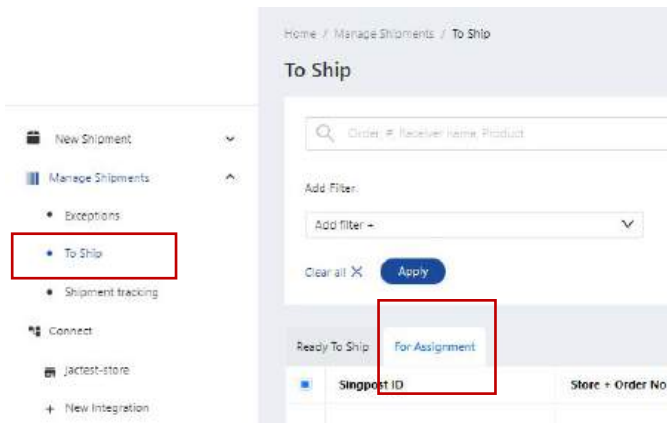 Home / Manage Shipments / To Ship
To Ship
New Shipment
Manage Shipments
Exceptions
To Ship
Shipment tracking
Connect
jactest-store
+ New Integration
Order, #, Receiver name, Product
Add Filter
Add filter +
Clear all X
Apply
Ready To Ship
For Assignment
Singpost ID
Store + Order No